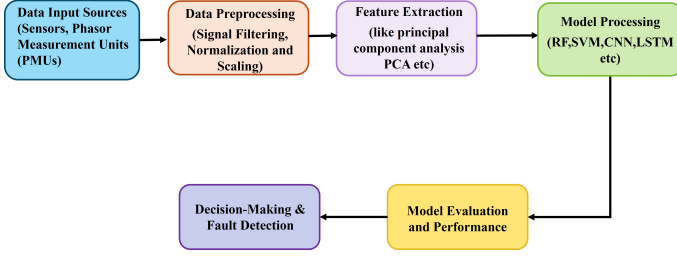 Data Input Sources
(Sensors, Phasor
Measurement Units
(PMUs)
Data Preprocessing
(Signal Filtering,
Normalization and
Scaling)
Feature Extraction
(like principal
component analysis
PCA etc)
Model Processing
(RF,SVM,CNN,LSTM
etc)
Model Evaluation
and Performance
Decision-Making &
Fault Detection